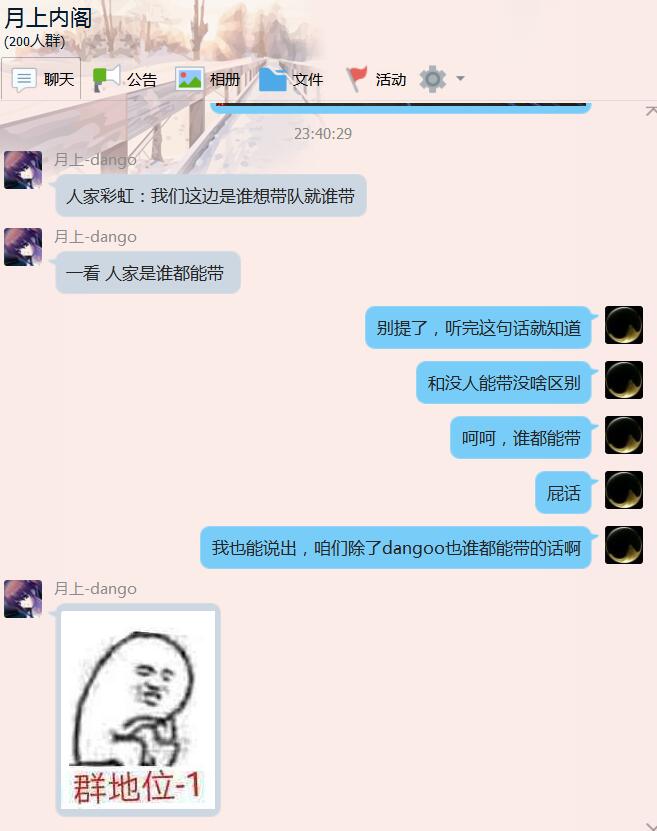 月上内阁
(200人群)
聊天 公告 相册 文件 活动
23:40:29
月上-dango
人家彩虹：我们这边是谁想带队就谁带
月上-dango
一看 人家是谁都能带
别提了，听完这句话就知道
和没人能带没啥区别
呵呵，谁都能带
屁话
我也能说出，咱们除了dangoo也谁都能带的话啊
月上-dango
群地位-1